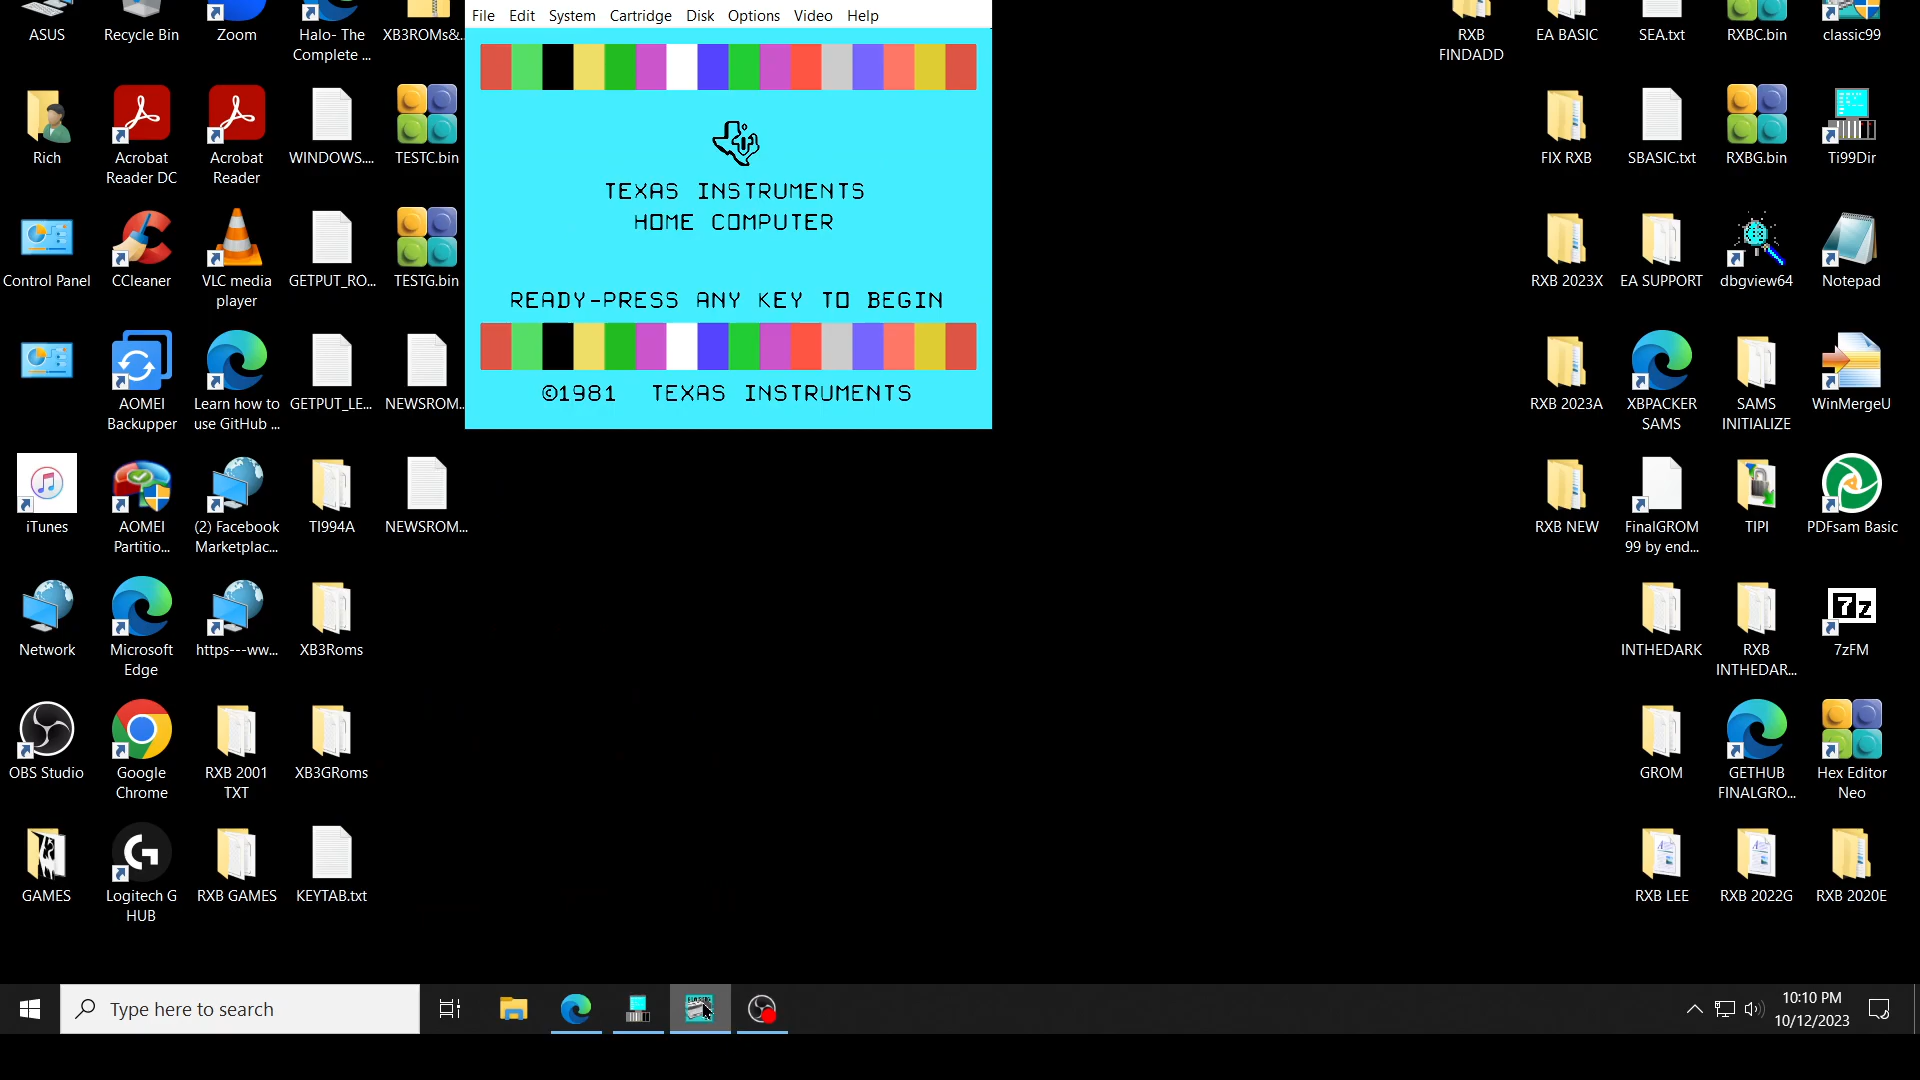 ASUS
Recycle Bin
Zoom
Halo- The
Complete ...
XB3ROMs&...
File Edit System Cartridge Disk Options Video Help
RXB
FINDADD
EA BASIC
SEA.txt
RXBC.bin
classic99
TEXAS INSTRUMENTS
HOME COMPUTER
READY-PRESS ANY KEY TO BEGIN
©1981 TEXAS INSTRUMENTS
Rich
Acrobat
Reader DC
Acrobat
Reader
WINDOWS....
TESTC.bin
FIX RXB
SBASIC.txt
RXBG.bin
Ti99Dir
Control Panel
CCleaner
VLC media
player
GETPUT_RO...
TESTG.bin
RXB 2023X
EA SUPPORT
dbgview64
Notepad
AOMEI
Backupper
Learn how to
use GitHub ...
GETPUT_LE...
NEWSROM...
RXB 2023A
XBPACKER
SAMS
SAMS
INITIALIZE
WinMergeU
iTunes
AOMEI
Partitio...
(2) Facebook
Marketplac...
TI994A
NEWSROM...
RXB NEW
FinalGROM
99 by end...
TIPI
PDFsam Basic
Network
Microsoft
Edge
https---ww...
XB3Roms
INTHEDARK
RXB
INTHEDAR...
7z
7zFM
OBS Studio
Google
Chrome
RXB 2001
TXT
XB3GRoms
GROM
GETHUB
FINALGRO...
Hex Editor
Neo
GAMES
Logitech G
HUB
RXB GAMES
KEYTAB.txt
RXB LEE
RXB 2022G
RXB 2020E
Type here to search
10:10 PM
10/12/2023